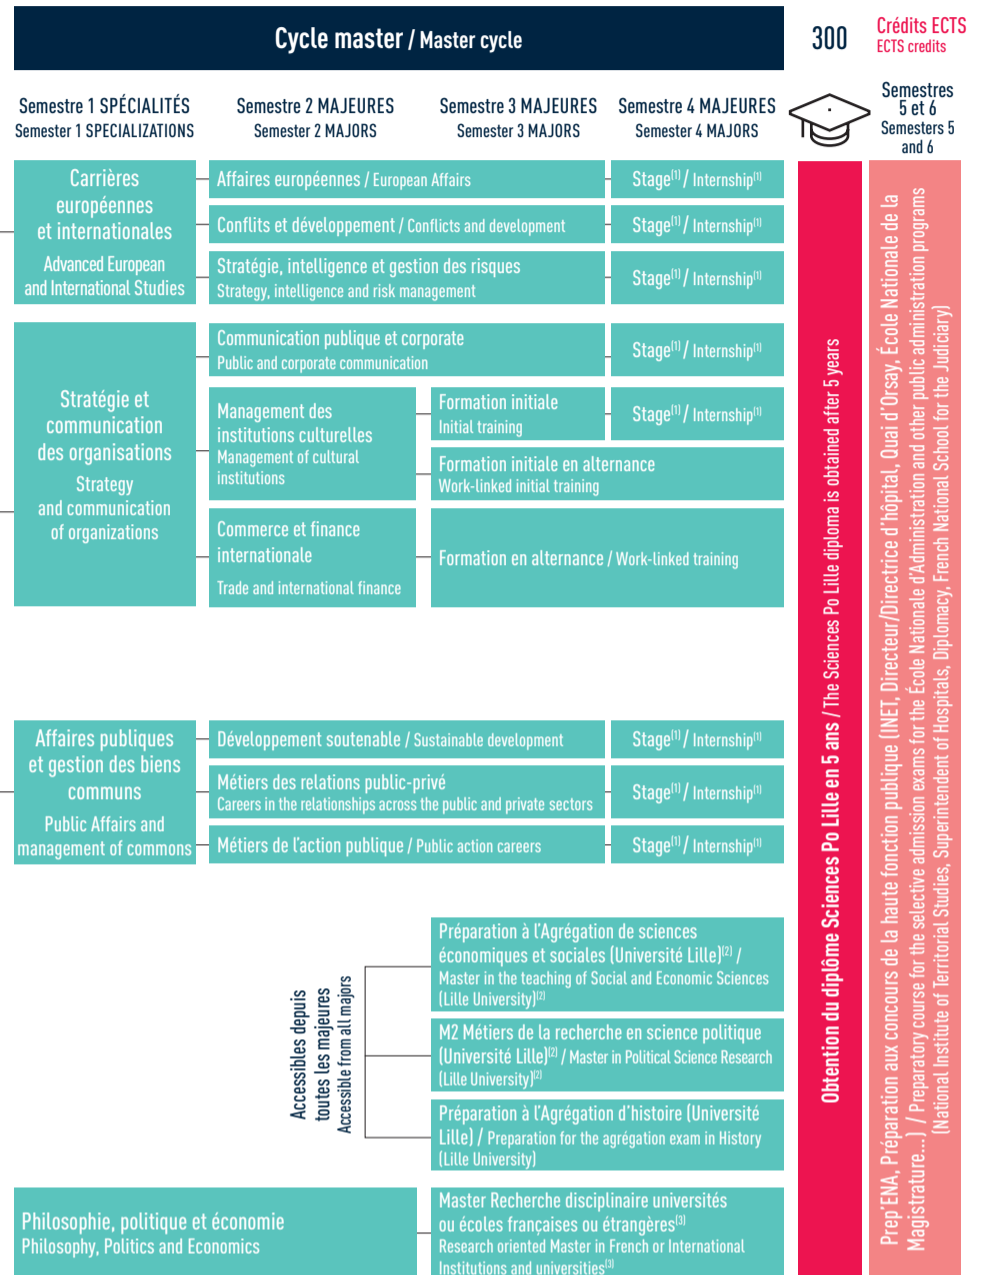 Cycle master / Master cycle
300
Crédits ECTS
ECTS credits
Semestre 1 SPÉCIALITÉS
Semester 1 SPECIALIZATIONS
Semestre 2 MAJEURES
Semester 2 MAJORS
Semestre 3 MAJEURES
Semester 3 MAJORS
Semestre 4 MAJEURES
Semester 4 MAJORS
Semestres
5 et 6
Semesters 5
and 6
Carrières
européennes
et internationales
Advanced European
and International Studies
Affaires européennes / European Affairs
Stage(1) / Internship(1)
Conflits et développement / Conflicts and development
Stage(1) / Internship(1)
Stratégie, intelligence et gestion des risques
Strategy, intelligence and risk management
Stage(1) / Internship(1)
Stratégie et
communication
des organisations
Strategy
and communication
of organizations
Communication publique et corporate
Public and corporate communication
Stage(1) / Internship(1)
Management des
institutions culturelles
Management of cultural
institutions
Formation initiale
Initial training
Stage(1) / Internship(1)
Formation initiale en alternance
Work-linked initial training
Commerce et finance
internationale
Trade and international finance
Formation en alternance / Work-linked training
Affaires publiques
et gestion des biens
communs
Public Affairs and
management of commons
Développement soutenable / Sustainable development
Stage(1) / Internship(1)
Métiers des relations public-privé
Careers in the relationships across the public and private sectors
Stage(1) / Internship(1)
Métiers de l'action publique / Public action careers
Stage(1) / Internship(1)
Accessibles depuis
toutes les majeures
Accessible from all majors
Préparation à l'Agrégation de sciences
économiques et sociales (Université Lille)(2) /
Master in the teaching of Social and Economic Sciences
(Lille University)(2)
M2 Métiers de la recherche en science politique
(Université Lille)(2) / Master in Political Science Research
(Lille University)(2)
Préparation à l'Agrégation d'histoire (Université
Lille) / Preparation for the agrégation exam in History
(Lille University)
Philosophie, politique et économie
Philosophy, Politics and Economics
Master Recherche disciplinaire universités
ou écoles françaises ou étrangères(3)
Research oriented Master in French or International
Institutions and universities(3)
Obtention du diplôme Sciences Po Lille en 5 ans / The Sciences Po Lille diploma is obtained after 5 years
Prep'ENA, Préparation aux concours de la haute fonction publique (INET, Directeur/Directrice d'hôpital, Quai d'Orsay, École Nationale de la
Magistrature...) / Preparatory course for the selective admission exams for the École Nationale d'Administration and other public administration programs
(National Institute of Territorial Studies, Superintendent of Hospitals, Diplomacy, French National School for the Judiciary)